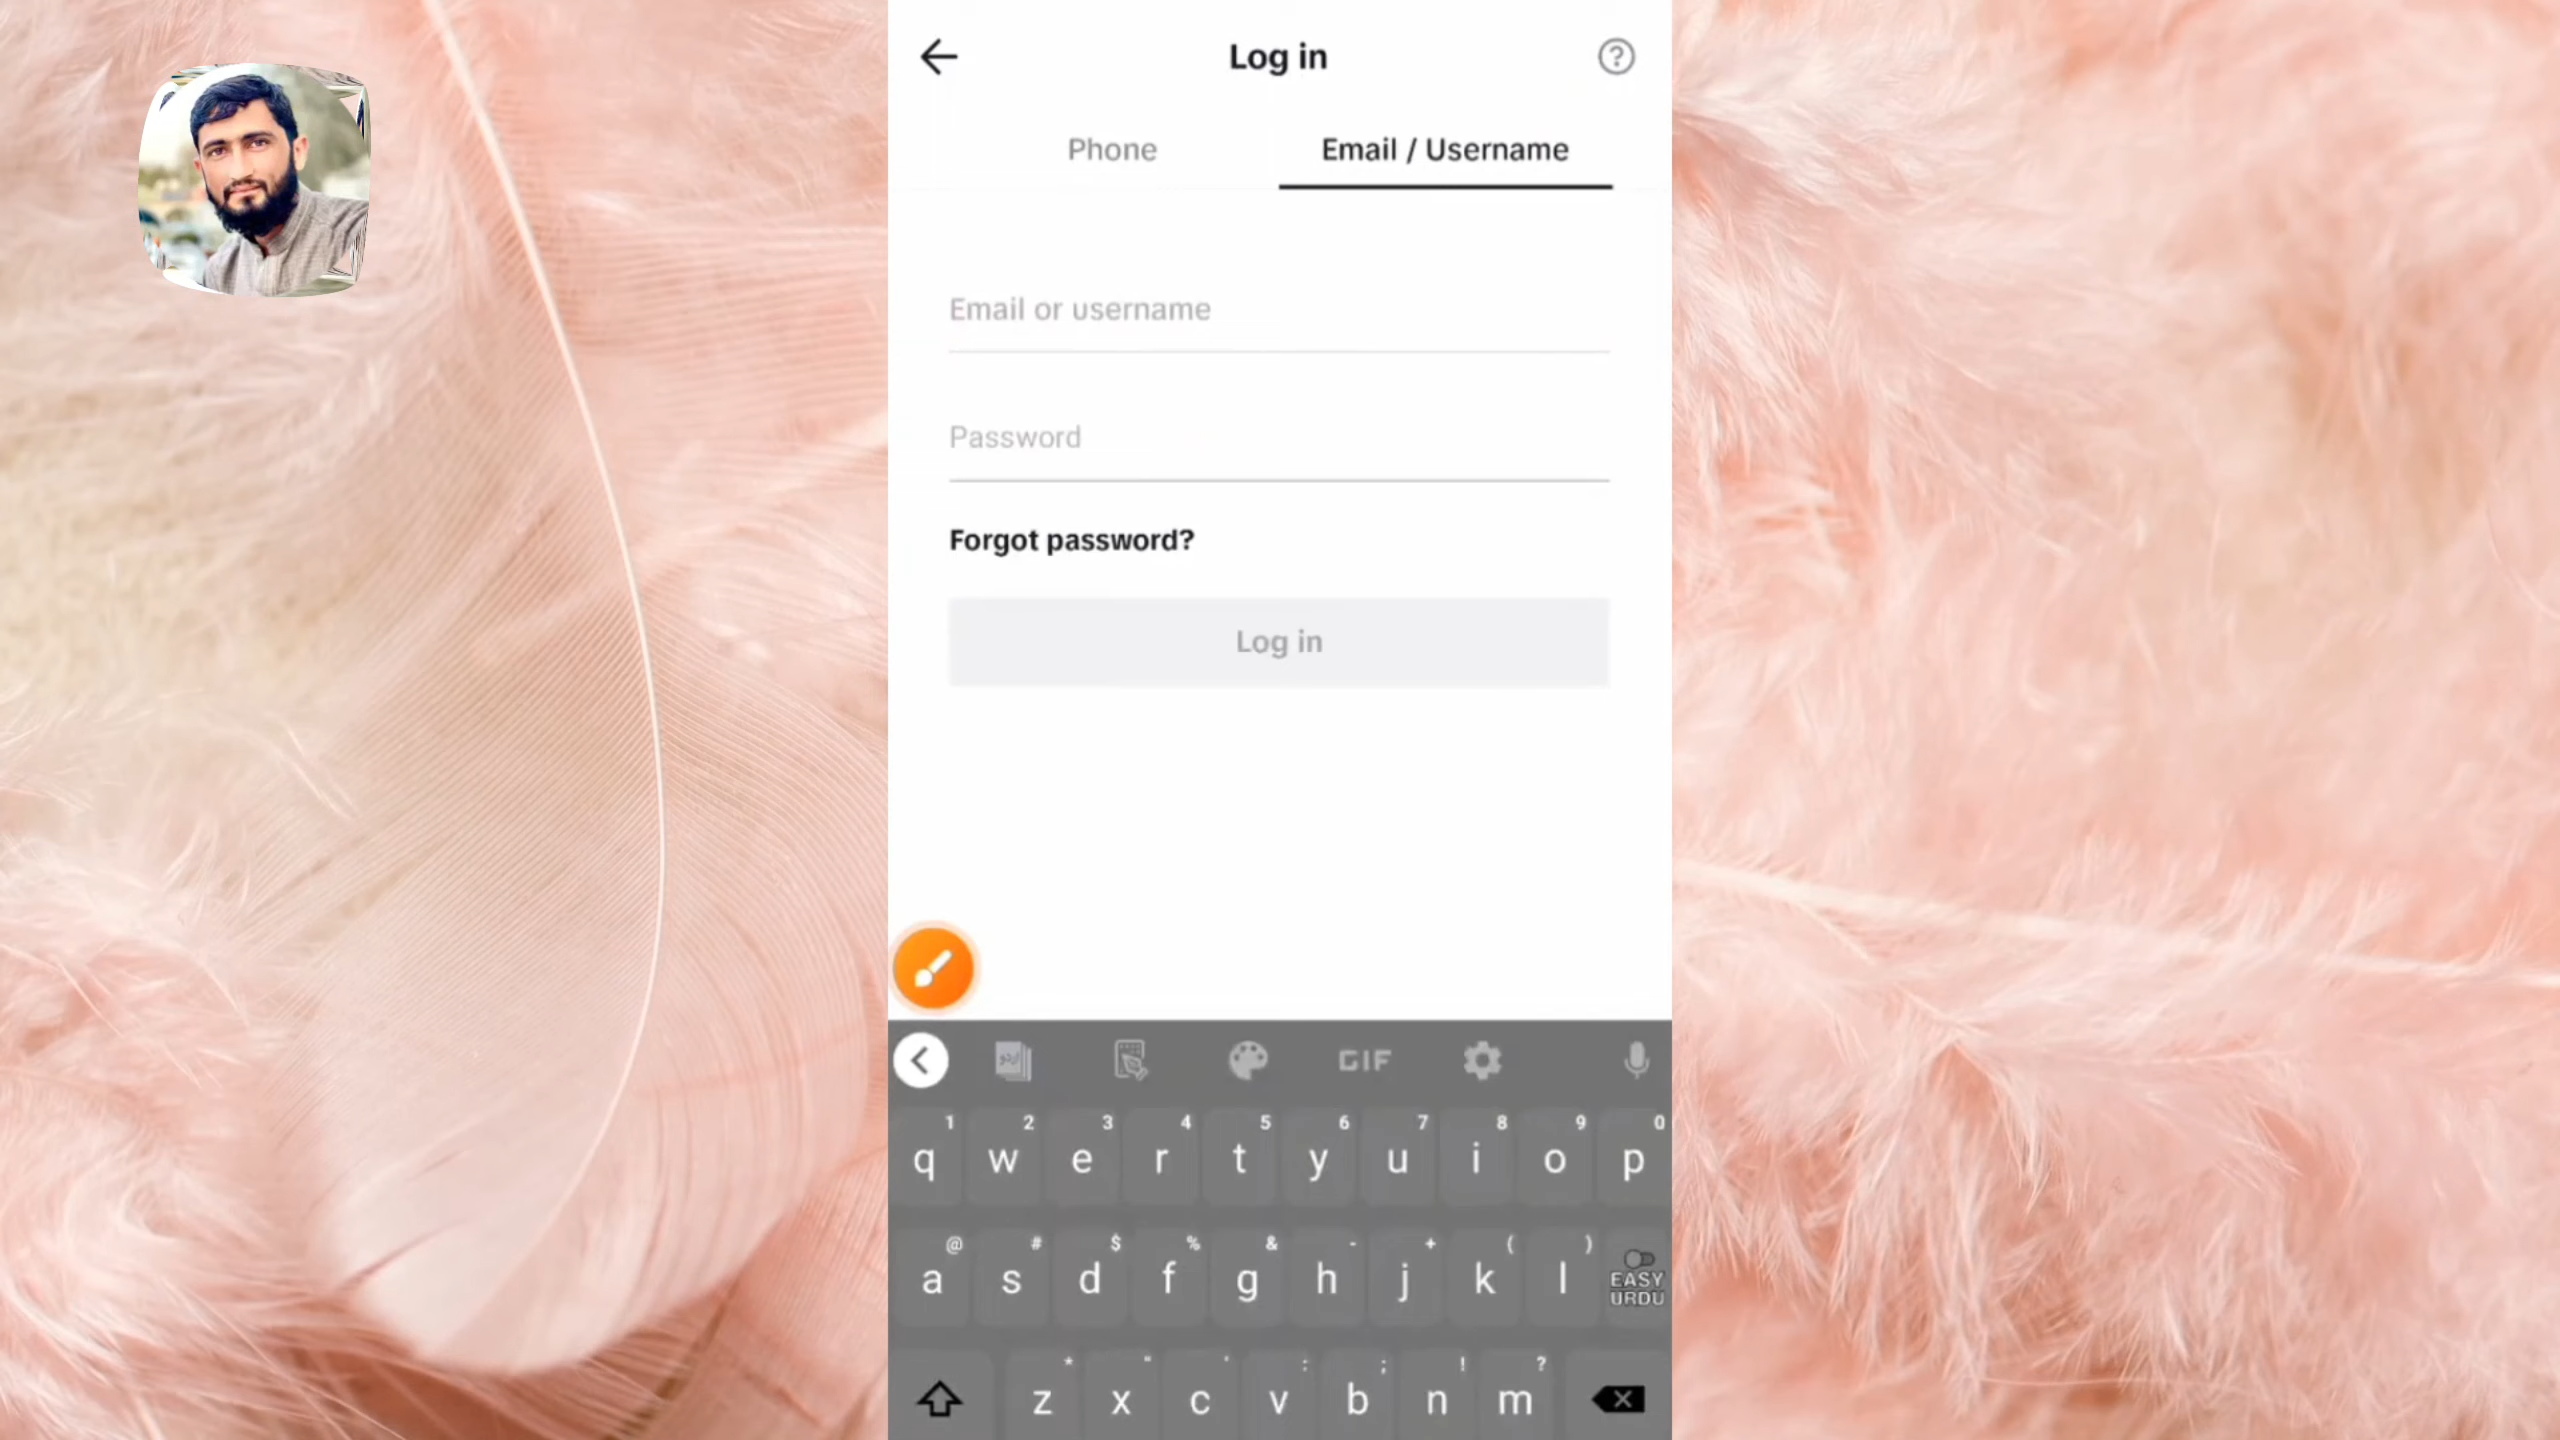 Log in
?
Phone
Email / Username
Email or username
Password
Forgot password?
Log in
اردو
GIF
1 2 3 4 5 6 7 8 9 0
q w e r t y u i o p
@ # $ % & - + ( )
a s d f g h j k l
EASY
URDU
* " ' : ; ! ?
z x c v b n m